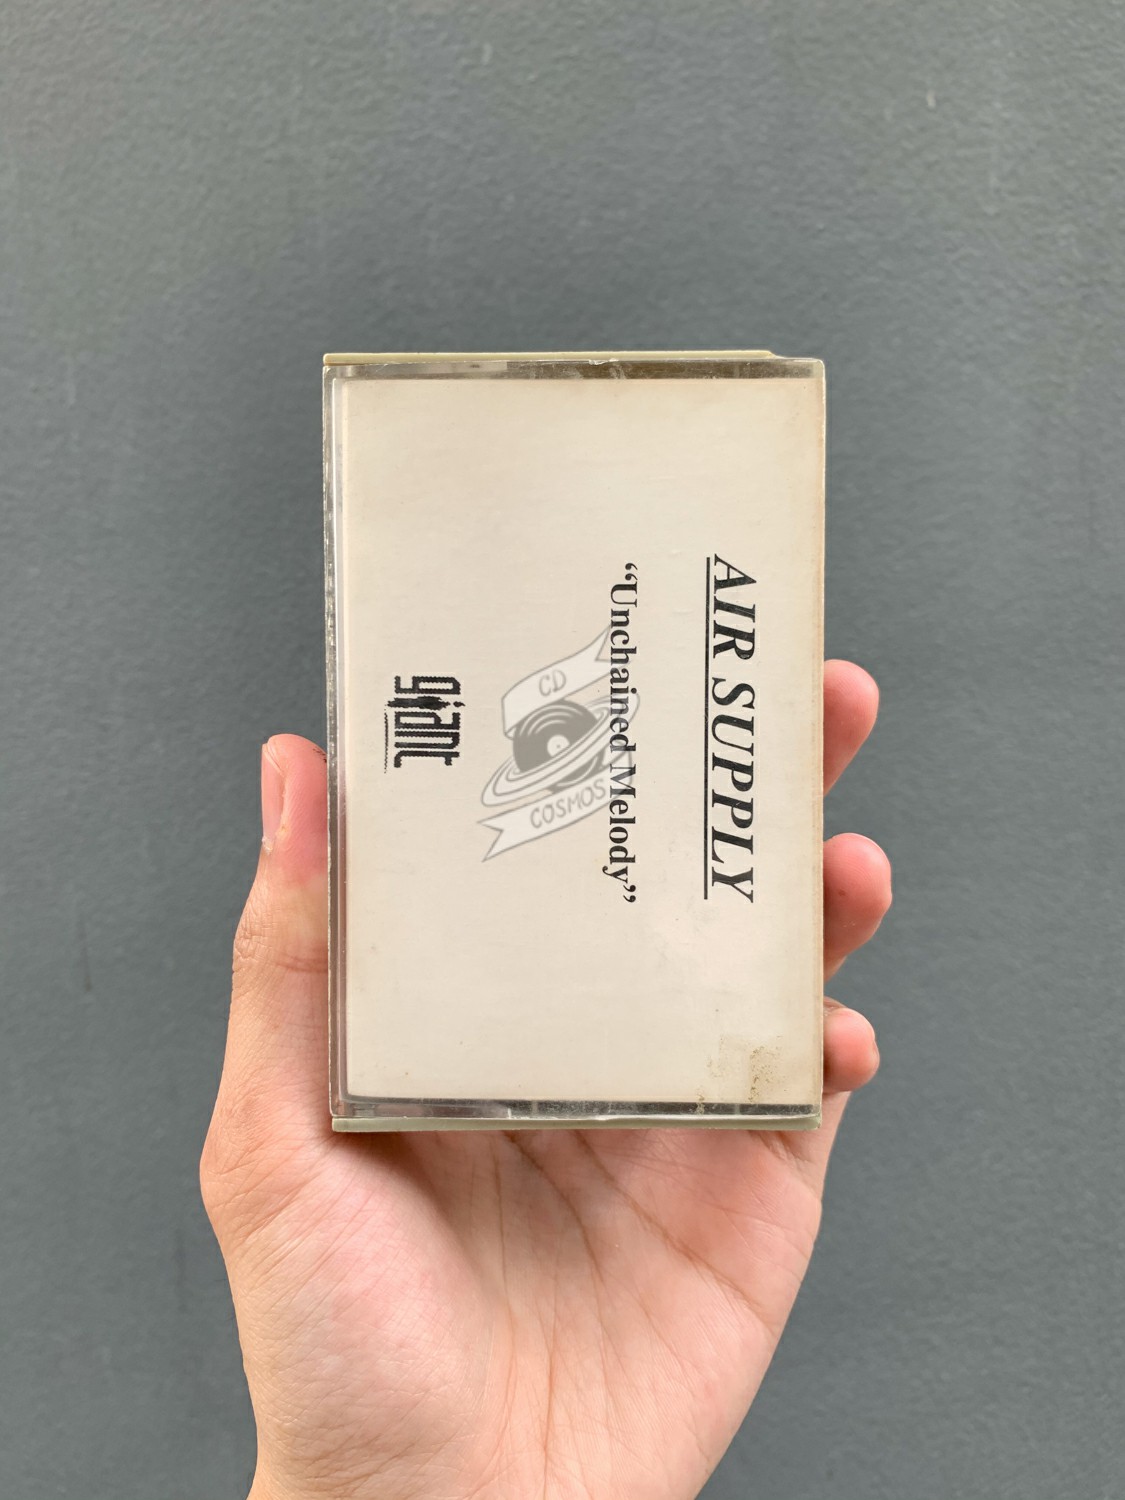 AIR SUPPLY
“Unchained Melody”
giant
CD
COSMOS